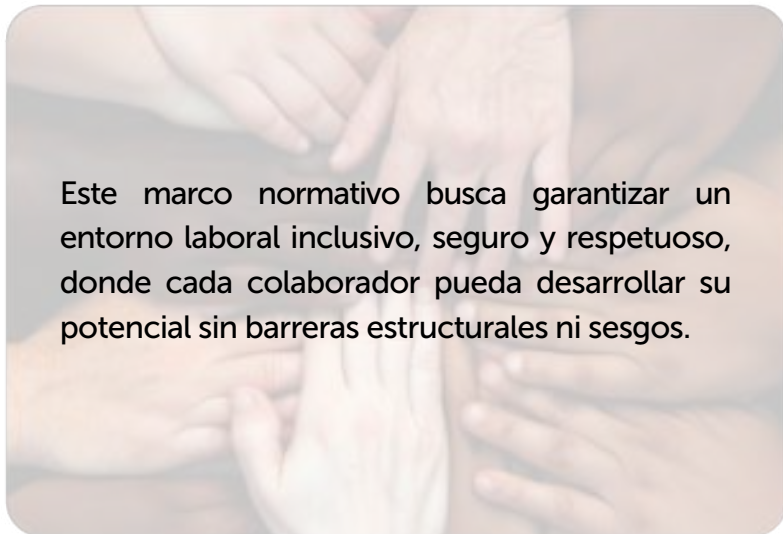 Este marco normativo busca garantizar un
entorno laboral inclusivo, seguro y respetuoso,
donde cada colaborador pueda desarrollar su
potencial sin barreras estructurales ni sesgos.